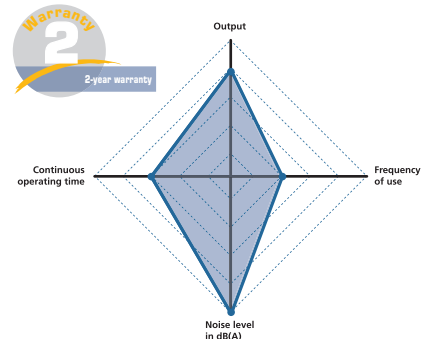 Warranty
2
2-year warranty
Output
Continuous
operating time
Frequency
of use
Noise level
in dB(A)